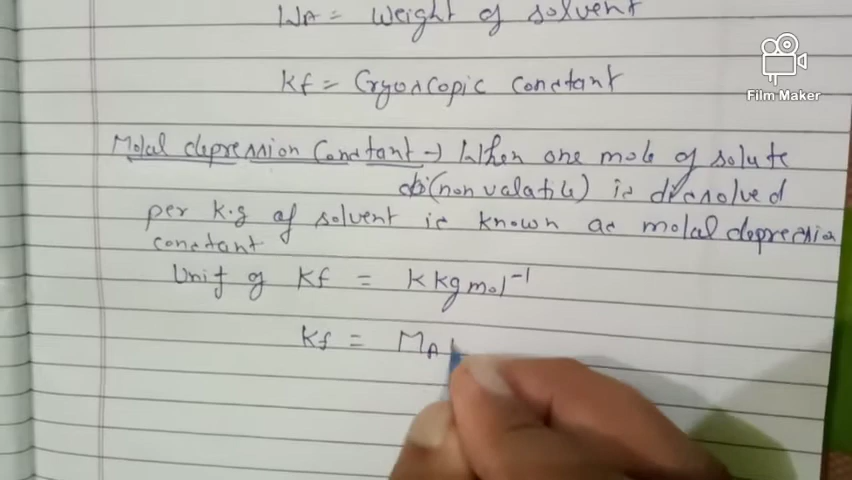 WA = Weight of solvent
Kf = Cryoscopic constant
Film Maker
Molal depression Constant → When one mole of solute
(non valatile) is dissolved
per k.g of solvent is known as molal depression
constant
Unit of Kf = K kg mol⁻¹
Kf = MA